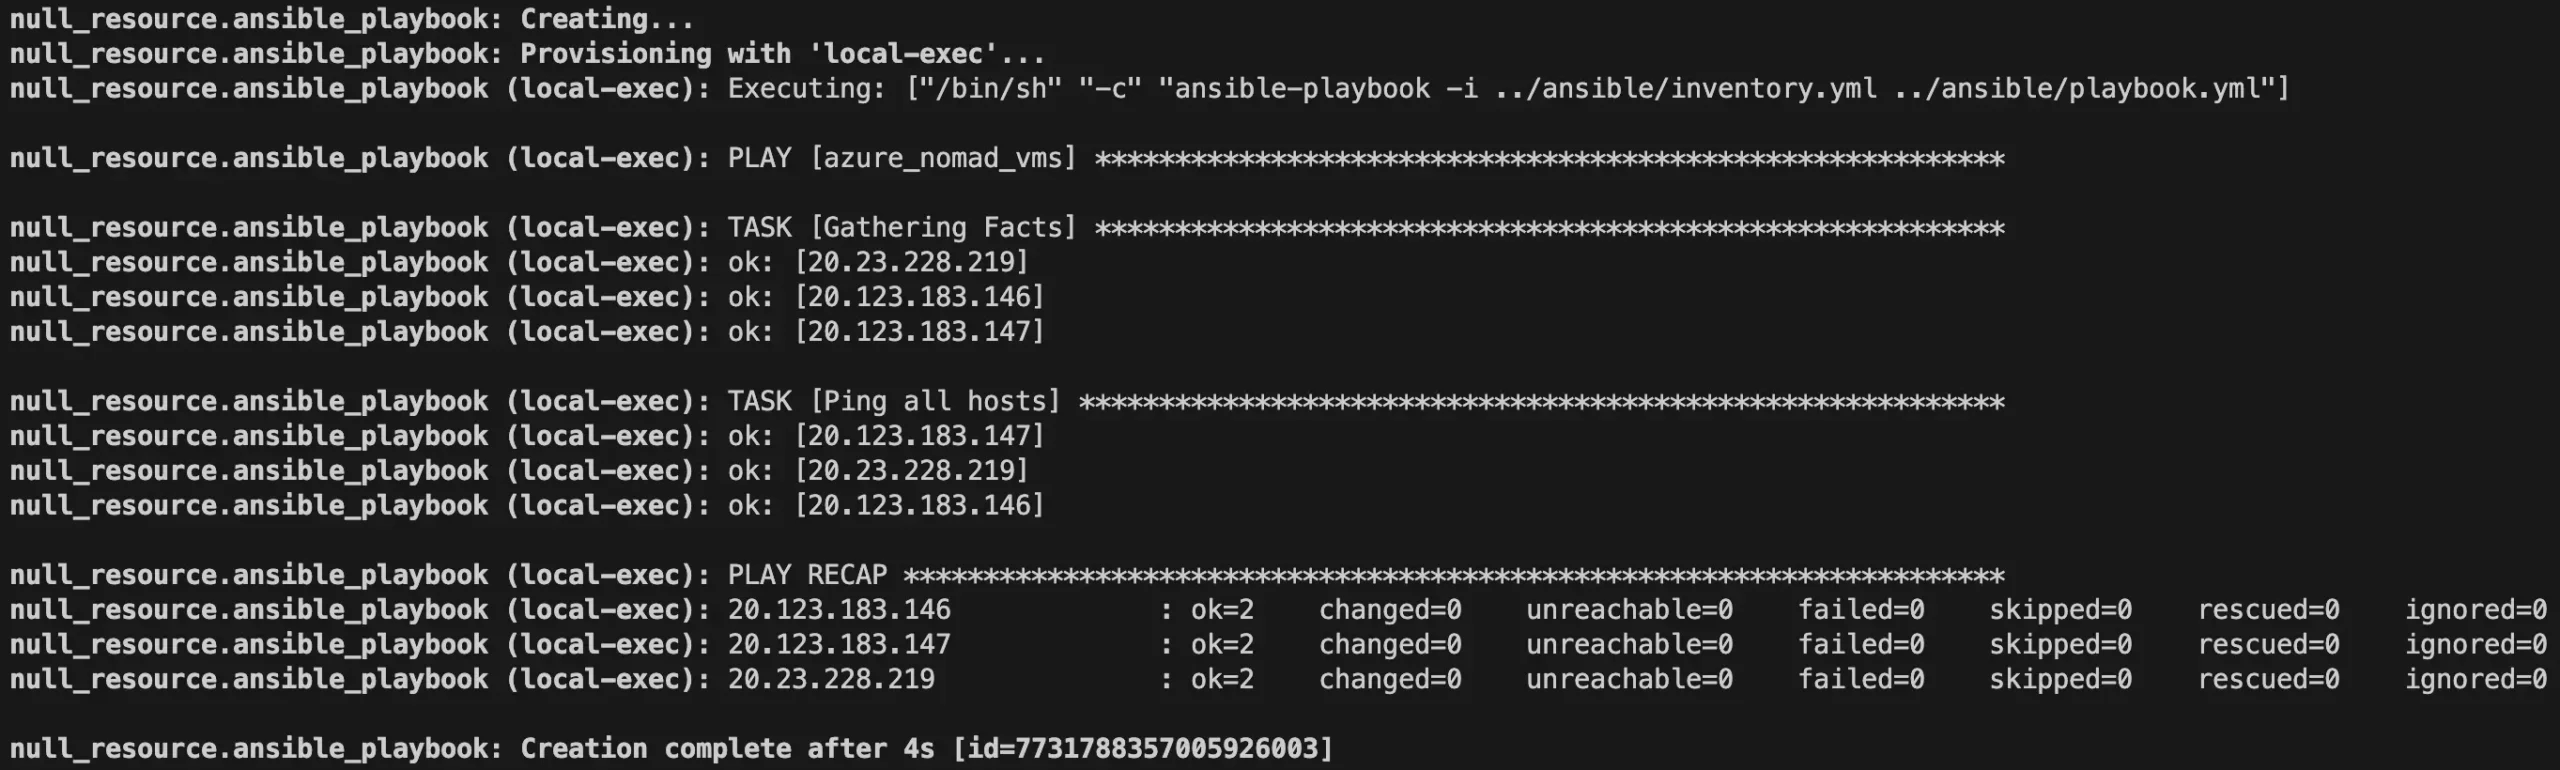 null_resource.ansible_playbook: Creating...
null_resource.ansible_playbook: Provisioning with 'local-exec'...
null_resource.ansible_playbook (local-exec): Executing: ["/bin/sh" "-c" "ansible-playbook -i ../ansible/inventory.yml ../ansible/playbook.yml"]
null_resource.ansible_playbook (local-exec): PLAY [azure_nomad_vms] *********************************************************
null_resource.ansible_playbook (local-exec): TASK [Gathering Facts] *********************************************************
null_resource.ansible_playbook (local-exec): ok: [20.23.228.219]
null_resource.ansible_playbook (local-exec): ok: [20.123.183.146]
null_resource.ansible_playbook (local-exec): ok: [20.123.183.147]
null_resource.ansible_playbook (local-exec): TASK [Ping all hosts] **********************************************************
null_resource.ansible_playbook (local-exec): ok: [20.123.183.147]
null_resource.ansible_playbook (local-exec): ok: [20.23.228.219]
null_resource.ansible_playbook (local-exec): ok: [20.123.183.146]
null_resource.ansible_playbook (local-exec): PLAY RECAP *********************************************************************
null_resource.ansible_playbook (local-exec): 20.123.183.146             : ok=2    changed=0    unreachable=0    failed=0    skipped=0    rescued=0    ignored=0
null_resource.ansible_playbook (local-exec): 20.123.183.147             : ok=2    changed=0    unreachable=0    failed=0    skipped=0    rescued=0    ignored=0
null_resource.ansible_playbook (local-exec): 20.23.228.219              : ok=2    changed=0    unreachable=0    failed=0    skipped=0    rescued=0    ignored=0
null_resource.ansible_playbook: Creation complete after 4s [id=7731788357005926003]